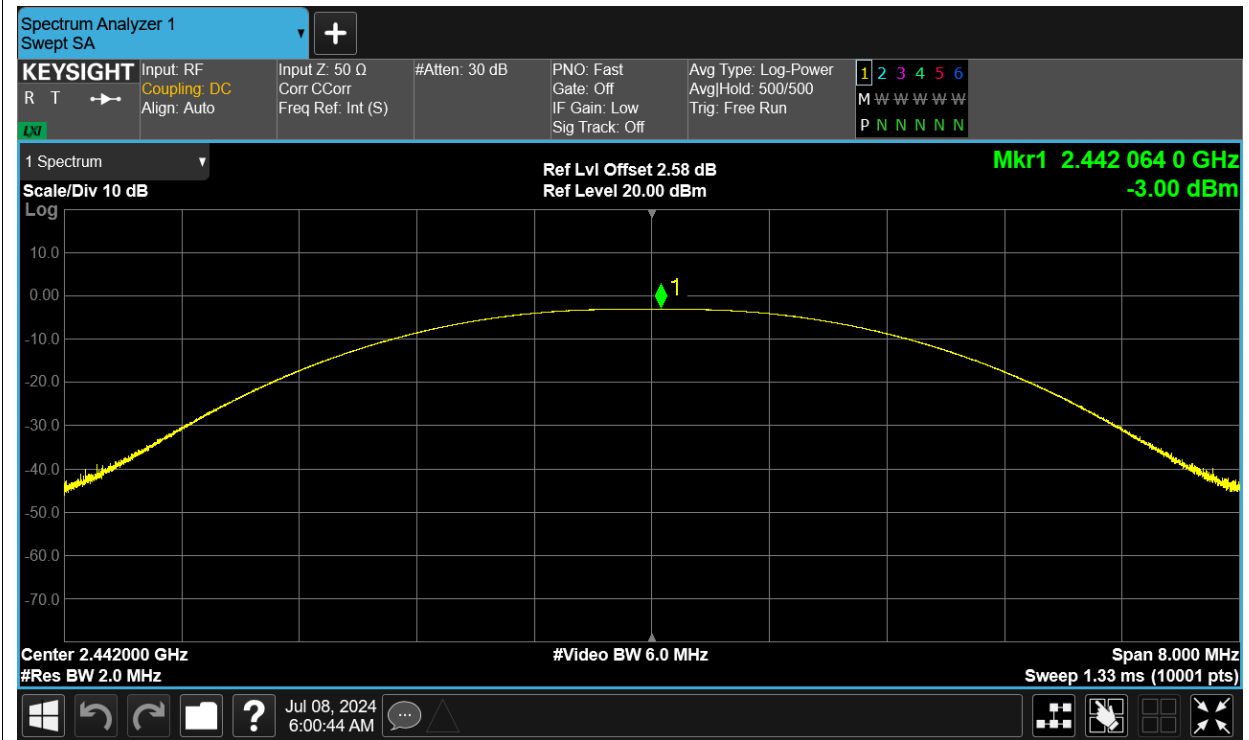 Spectrum Analyzer 1
Swept SA
KEYSIGHT
R T
LXI
Input: RF
Coupling: DC
Align: Auto
Input Z: 50 Ω
Corr CCorr
Freq Ref: Int (S)
#Atten: 30 dB
PNO: Fast
Gate: Off
IF Gain: Low
Sig Track: Off
Avg Type: Log-Power
Avg|Hold: 500/500
Trig: Free Run
1 2 3 4 5 6
M W W W W W
P N N N N N
1 Spectrum
Scale/Div 10 dB
Log
Ref Lvl Offset 2.58 dB
Ref Level 20.00 dBm
Mkr1 2.442 064 0 GHz
-3.00 dBm
10.0
0.00
-10.0
-20.0
-30.0
-40.0
-50.0
-60.0
-70.0
1
Center 2.442000 GHz
#Res BW 2.0 MHz
#Video BW 6.0 MHz
Span 8.000 MHz
Sweep 1.33 ms (10001 pts)
?
Jul 08, 2024
6:00:44 AM